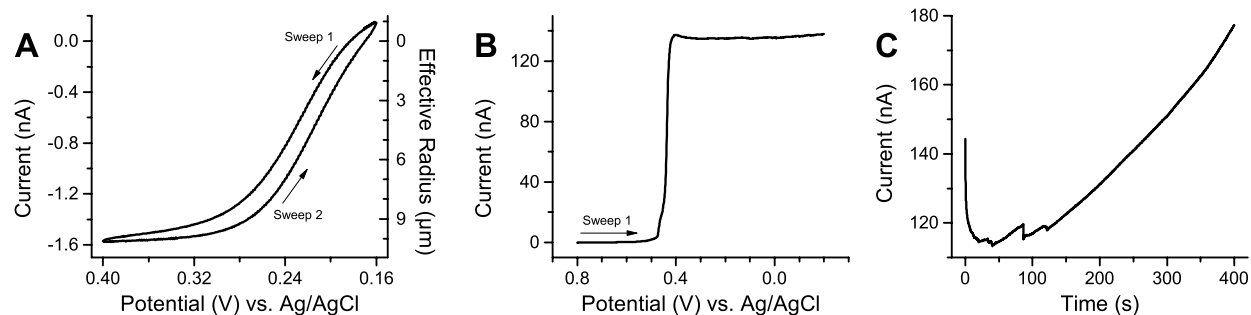 A
Current (nA)
0.0
-0.4
-0.8
-1.2
-1.6
0.40
0.32
0.24
0.16
Potential (V) vs. Ag/AgCl
0
3
6
9
Effective Radius (μm)
Sweep 1
Sweep 2
B
Current (nA)
120
80
40
0
0.8
0.4
0.0
Potential (V) vs. Ag/AgCl
Sweep 1
C
Current (nA)
180
160
140
120
0
100
200
300
400
Time (s)